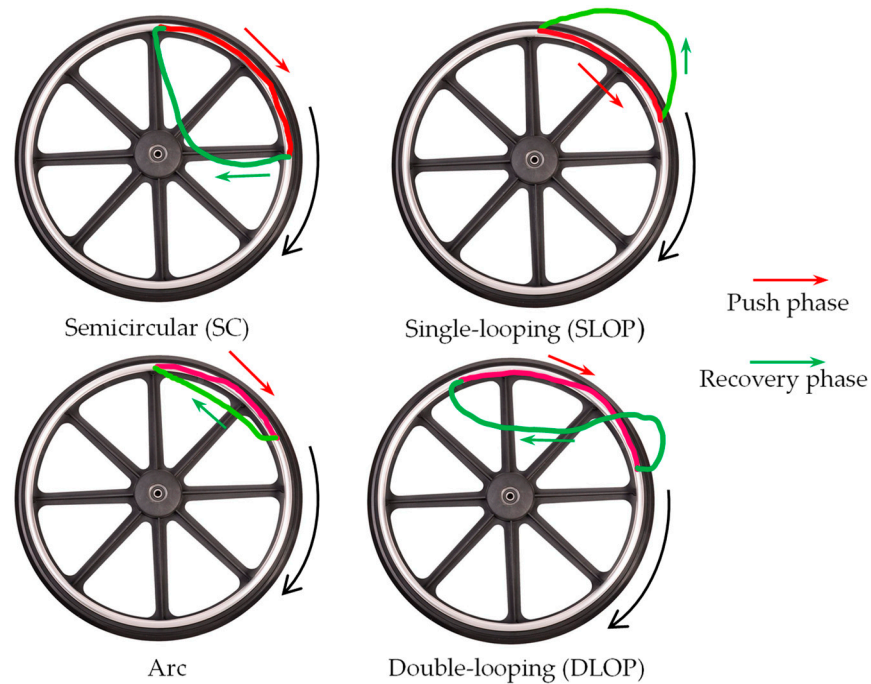 Semicircular (SC)
Single-looping (SLOP)
Push phase
Recovery phase
Arc
Double-looping (DLOP)